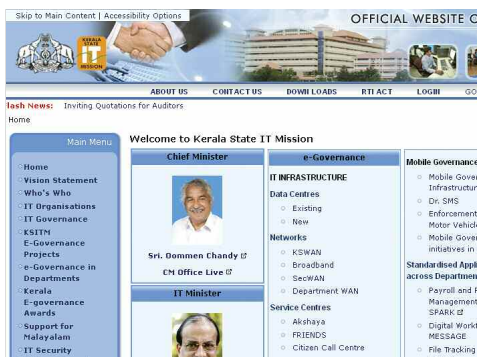 Skip to Main Content | Accessibility Options
OFFICIAL WEBSITE
KERALA
STATE
IT
MISSION
ABOUT US
CONTACT US
DOWN LOADS
RTI ACT
LOGIN
lash News: Inviting Quotations for Auditors
Home
Main Menu
Home
Vision Statement
Who's Who
IT Organisations
IT Governance
KSITM
E-Governance
Projects
e-Governance in
Departments
Kerala
E-governance
Awards
Support for
Malayalam
IT Security
Welcome to Kerala State IT Mission
Chief Minister
Sri. Oommen Chandy
CM Office Live
IT Minister
e-Governance
IT INFRASTRUCTURE
Data Centres
Existing
New
Networks
KSWAN
Broadband
SecWAN
Department WAN
Service Centres
Akshaya
FRIENDS
Citizen Call Centre
Mobile Governance
Mobile Gover
Infrastructur
Dr. SMS
Enforcement
Motor Vehicl
Mobile Gover
initiatives in
Standardised Appli
across Departmen
Payroll and
Management
SPARK
Digital Work
MESSAGE
File Tracking